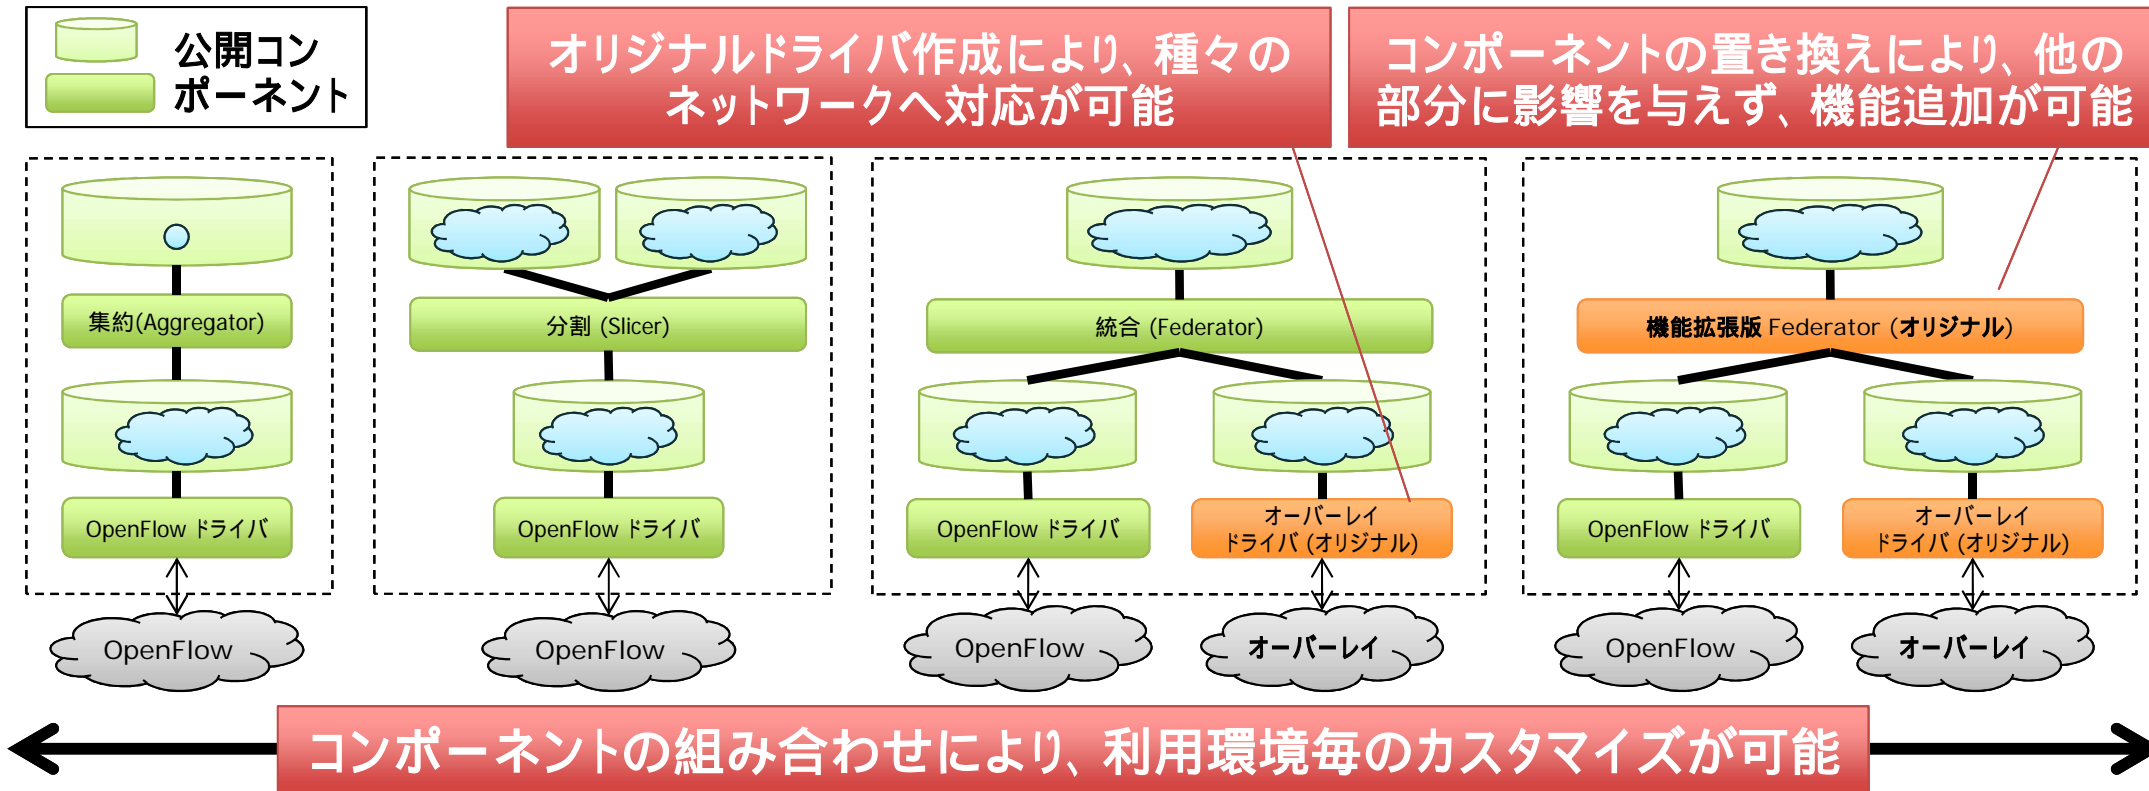 公開コン
ポーネント
オリジナルドライバ作成により、種々の
ネットワークへ対応が可能
コンポーネントの置き換えにより、他の
部分に影響を与えず、機能追加が可能
集約(Aggregator)
OpenFlow ドライバ
OpenFlow
分割 (Slicer)
OpenFlow ドライバ
OpenFlow
統合 (Federator)
OpenFlow ドライバ
オーバーレイ
ドライバ (オリジナル)
OpenFlow
オーバーレイ
機能拡張版 Federator (オリジナル)
OpenFlow ドライバ
オーバーレイ
ドライバ (オリジナル)
OpenFlow
オーバーレイ
コンポーネントの組み合わせにより、利用環境毎のカスタマイズが可能